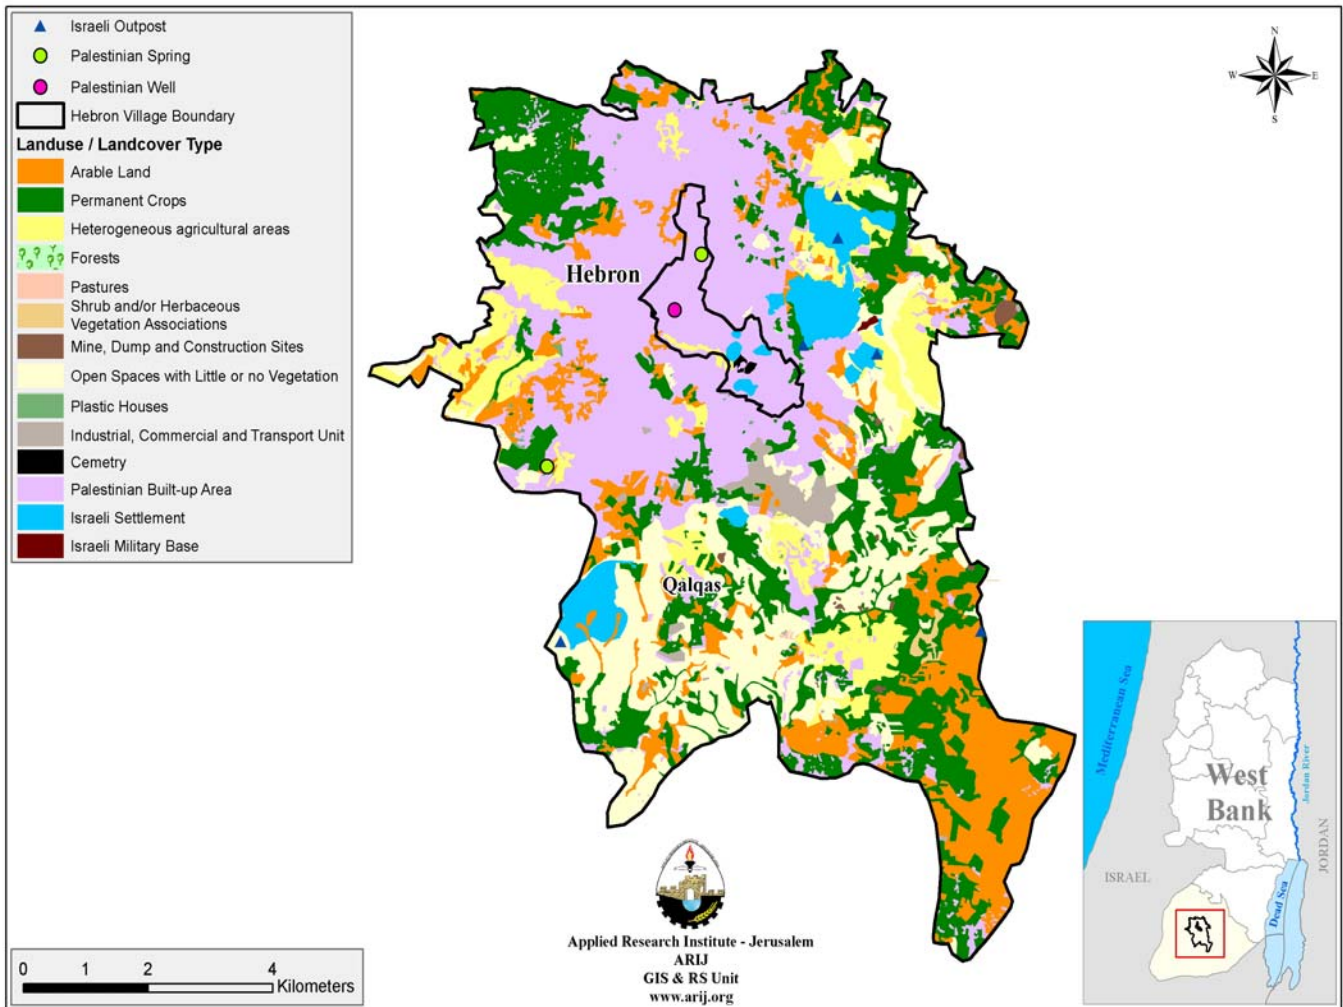 Israeli Outpost
Palestinian Spring
Palestinian Well
Hebron Village Boundary
Landuse / Landcover Type
Arable Land
Permanent Crops
Heterogeneous agricultural areas
Forests
Pastures
Shrub and/or Herbaceous
Vegetation Associations
Mine, Dump and Construction Sites
Open Spaces with Little or no Vegetation
Plastic Houses
Industrial, Commercial and Transport Unit
Cemetry
Palestinian Built-up Area
Israeli Settlement
Israeli Military Base
N
W
E
S
Hebron
Qalqas
Mediterranean Sea
West
Bank
Jordan River
JORDAN
ISRAEL
Dead Sea
Applied Research Institute - Jerusalem
ARIJ
GIS & RS Unit
www.arij.org
0 1 2 4
Kilometers